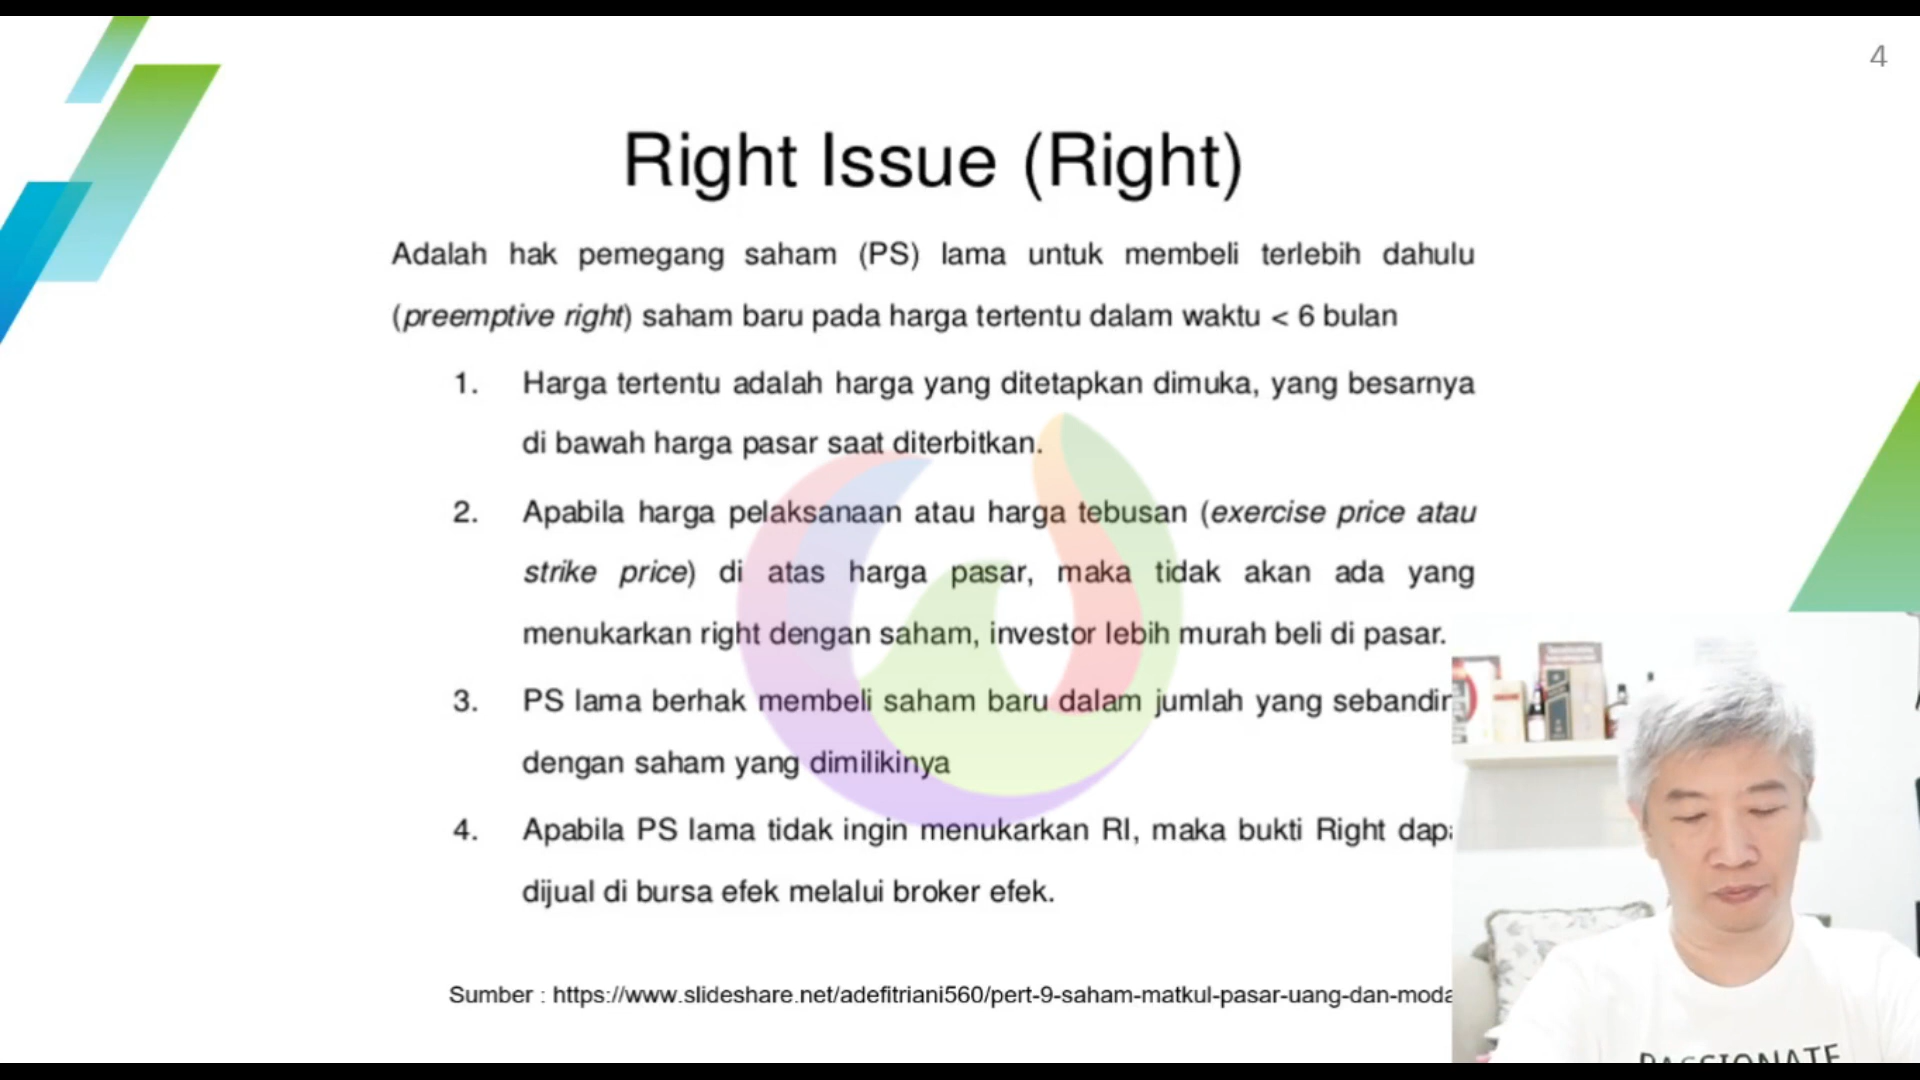 4
Right Issue (Right)
Adalah hak pemegang saham (PS) lama untuk membeli terlebih dahulu
(preemptive right) saham baru pada harga tertentu dalam waktu < 6 bulan
1. Harga tertentu adalah harga yang ditetapkan dimuka, yang besarnya
di bawah harga pasar saat diterbitkan.
2. Apabila harga pelaksanaan atau harga tebusan (exercise price atau
strike price) di atas harga pasar, maka tidak akan ada yang
menukarkan right dengan saham, investor lebih murah beli di pasar.
3. PS lama berhak membeli saham baru dalam jumlah yang
dengan saham yang dimilikinya
4. Apabila PS lama tidak ingin menukarkan RI, maka bukti Right
dijual di bursa efek melalui broker efek.
Sumber : https://www.slideshare.net/adefitriani560/pert-9-saham-matkul-pasar-uang-dan-moda
PASSIONATE